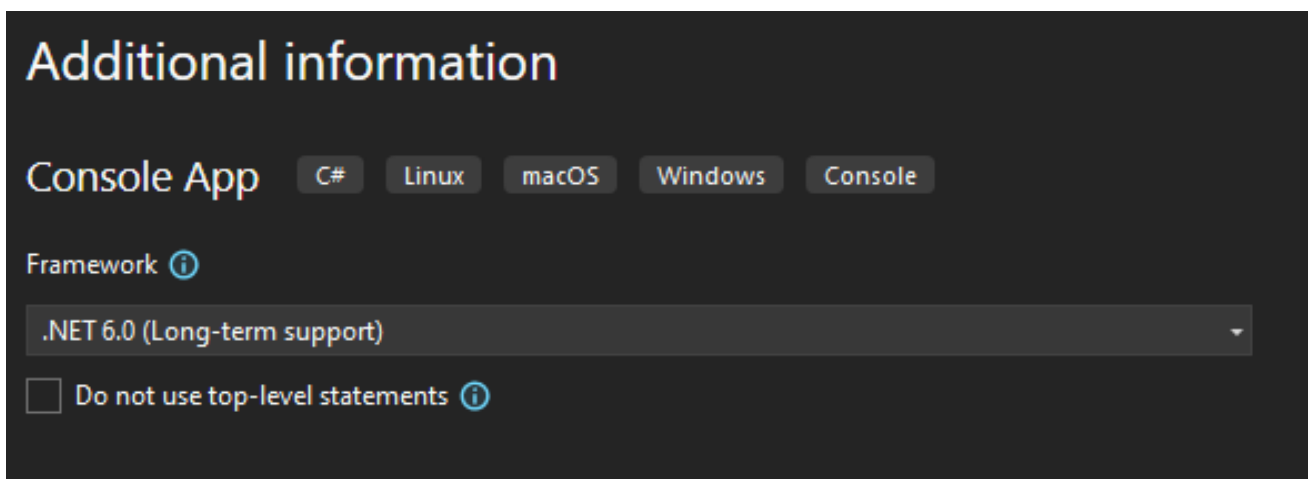 Additional information
Console App C# Linux macOS Windows Console
Framework
.NET 6.0 (Long-term support)
Do not use top-level statements